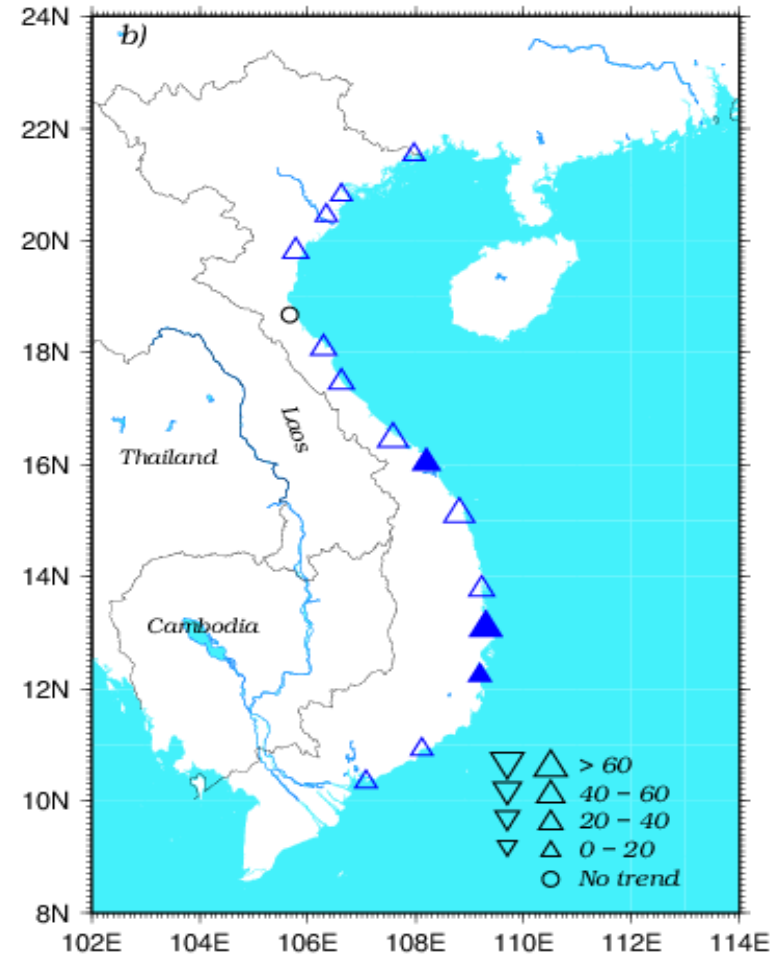 24N
b)
22N
20N
18N
Laos
Thailand
16N
14N
Cambodia
12N
> 60
10N
40 – 60
20 – 40
0 – 20
No trend
8N
102E 104E 106E 108E 110E 112E 114E